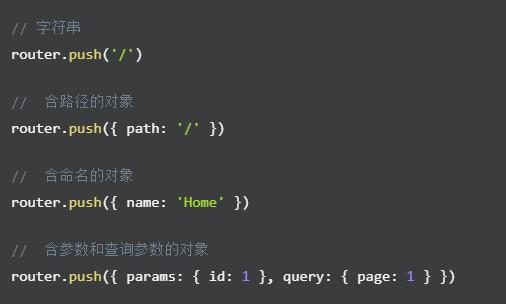 // 字符串
router.push('/')
//  含路径的对象
router.push({ path: '/' })
//  含命名的对象
router.push({ name: 'Home' })
//  含参数和查询参数的对象
router.push({ params: { id: 1 }, query: { page: 1 } })